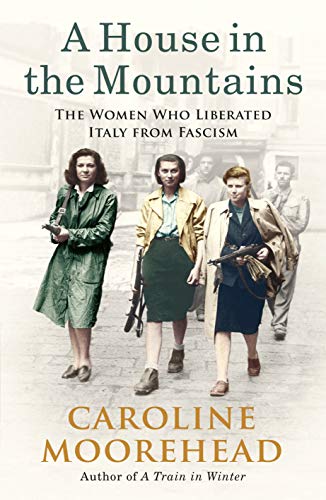 A House in
the Mountains
The Women Who Liberated
Italy from Fascism
CAROLINE
MOOREHEAD
Author of A Train in Winter